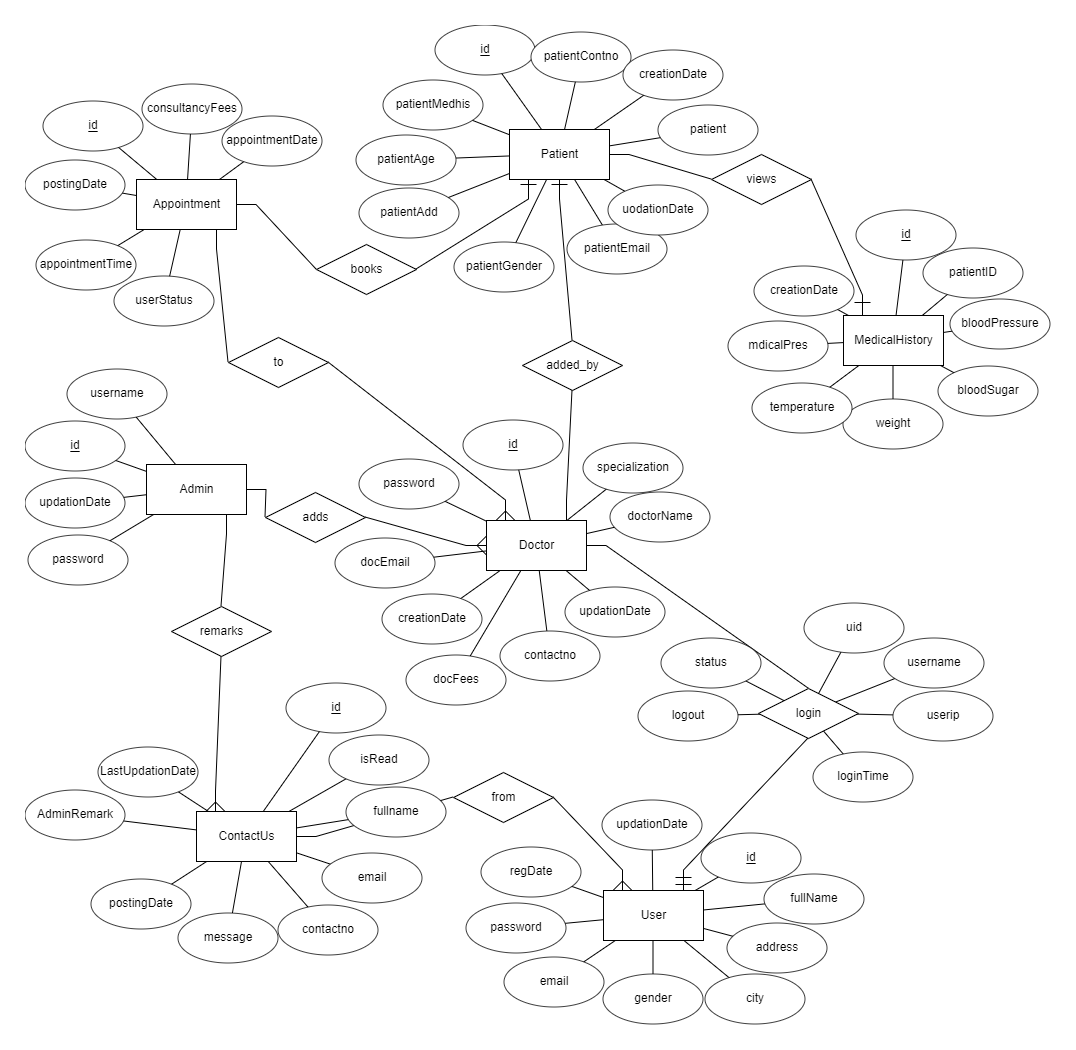 id
patientContno
creationDate
patientMedhis
patient
patientAge
Patient
patientAdd
uodationDate
patientEmail
patientGender
views
id
consultancyFees
appointmentDate
postingDate
Appointment
appointmentTime
userStatus
books
id
patientID
creationDate
bloodPressure
mdicalPres
MedicalHistory
bloodSugar
temperature
weight
to
added_by
username
id
Admin
updationDate
password
adds
id
specialization
password
doctorName
Doctor
docEmail
creationDate
updationDate
contactno
docFees
remarks
uid
status
username
logout
login
userip
loginTime
id
isRead
LastUpdationDate
fullname
AdminRemark
ContactUs
email
postingDate
contactno
message
from
updationDate
id
regDate
fullName
User
password
address
email
gender
city